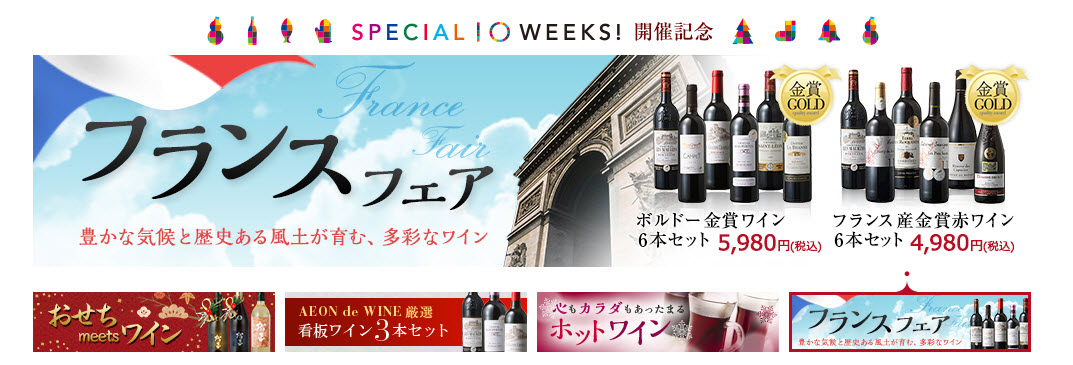 SPECIAL 10 WEEKS! 開催記念
France
Fair
フランスフェア
豊かな気候と歴史ある風土が育む、多彩なワイン
金賞
GOLD
quality award
金賞
GOLD
quality award
ボルドー金賞ワイン
6本セット 5,980円(税込)
フランス産金賞赤ワイン
6本セット 4,980円(税込)
おせち
meets ワイン
AEON de WINE 厳選
看板ワイン3本セット
心もカラダもあったまる
ホットワイン
France
Fair
フランスフェア
豊かな気候と歴史ある風土が育む、多彩なワイン